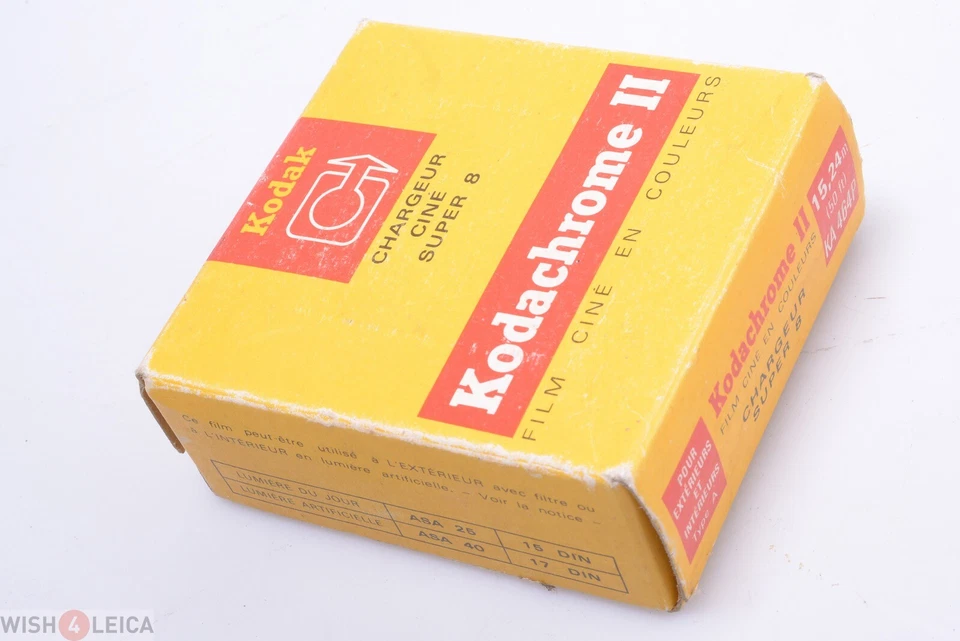 Kodak
CHARGEUR
CINÉ
SUPER 8
Kodachrome II
FILM CINÉ EN COULEURS
15,24m
(50 ft)
KA 464P
Kodachrome II
FILM CINÉ EN COULEURS
CHARGEUR
SUPER 8
POUR
EXTÉRIEURS
ET
INTÉRIEURS
TYPE A
Ce film peut-être utilisé à L'EXTÉRIEUR avec filtre ou
à L'INTÉRIEUR en lumière artificielle. - Voir la notice -
LUMIÈRE DU JOUR ASA 25 15 DIN
LUMIÈRE ARTIFICIELLE ASA 40 17 DIN
WISH4LEICA